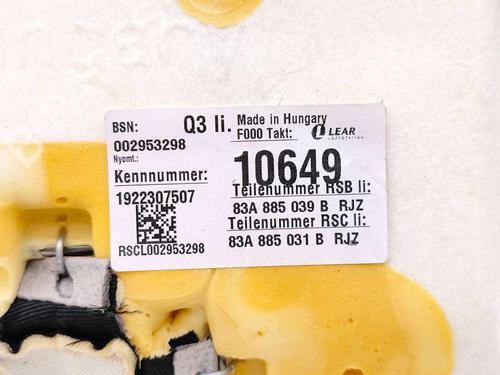 BSN: Q3 li. Made in Hungary
F000 Takt: LEAR
CORPORATION
002953298
Nyomt.:
10649
Kennnummer:
1922307507
Teilenummer RSB li:
83A 885 039 B RJZ
Teilenummer RSC li:
83A 885 031 B RJZ
RSCL002953298